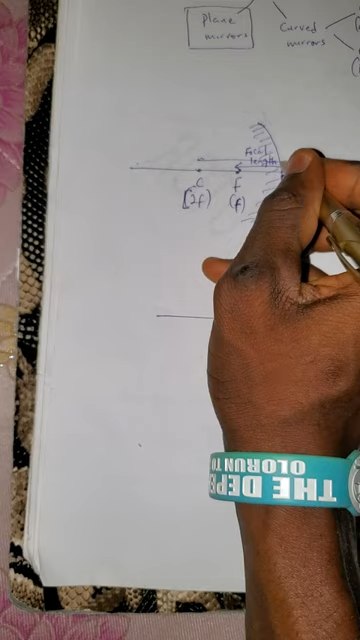 Plane
mirrors
Curved
mirrors
Focal
length
C
F
[2f)
(f)
THE DEPE
OLORUN TO